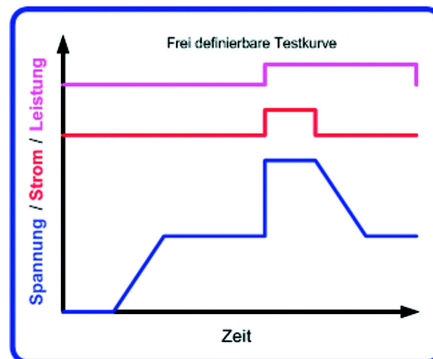 Frei definierbare Testkurve
Spannung / Strom / Leistung
Zeit